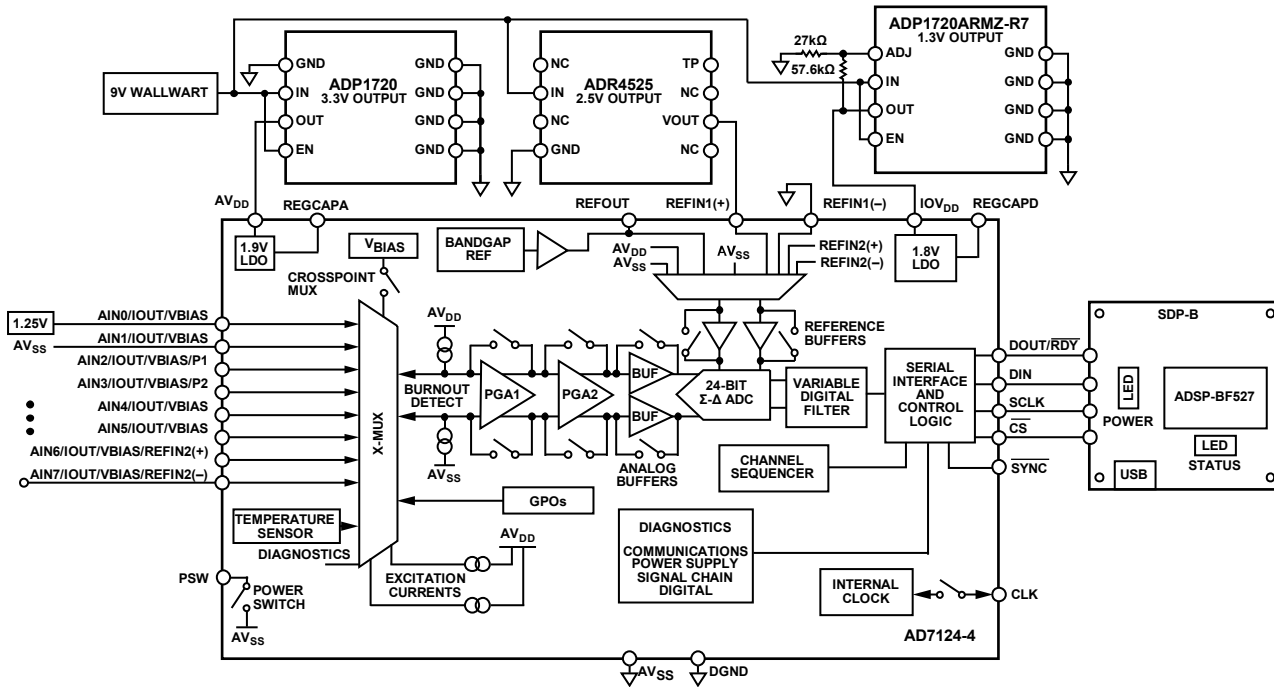 9V WALLWART
GND
IN
OUT
EN
ADP1720
3.3V OUTPUT
GND
GND
GND
GND
NC
IN
NC
GND
ADR4525
2.5V OUTPUT
TP
NC
VOUT
NC
27kΩ
57.6kΩ
ADP1720ARMZ-R7
1.3V OUTPUT
ADJ
IN
OUT
EN
GND
GND
GND
GND
AVDD
REGCAPA
REFOUT
REFIN1(+)
REFIN1(–)
IOVDD
REGCAPD
1.9V
LDO
VBIAS
CROSSPOINT
MUX
BANDGAP
REF
AVDD
AVSS
AVSS
REFIN2(+)
REFIN2(–)
1.8V
LDO
1.25V
AVSS
AIN0/IOUT/VBIAS
AIN1/IOUT/VBIAS
AIN2/IOUT/VBIAS/P1
AIN3/IOUT/VBIAS/P2
AIN4/IOUT/VBIAS
AIN5/IOUT/VBIAS
AIN6/IOUT/VBIAS/REFIN2(+)
AIN7/IOUT/VBIAS/REFIN2(–)
X-MUX
AVDD
BURNOUT
DETECT
AVSS
PGA1
PGA2
BUF
BUF
ANALOG
BUFFERS
REFERENCE
BUFFERS
24-BIT
Σ-Δ ADC
VARIABLE
DIGITAL
FILTER
SERIAL
INTERFACE
AND
CONTROL
LOGIC
DOUT/RDY
DIN
SCLK
CS
SYNC
SDP-B
LED
POWER
ADSP-BF527
LED
STATUS
USB
CHANNEL
SEQUENCER
GPOs
TEMPERATURE
SENSOR
DIAGNOSTICS
EXCITATION
CURRENTS
AVDD
DIAGNOSTICS
COMMUNICATIONS
POWER SUPPLY
SIGNAL CHAIN
DIGITAL
INTERNAL
CLOCK
CLK
PSW
POWER
SWITCH
AVSS
AD7124-4
AVSS
DGND